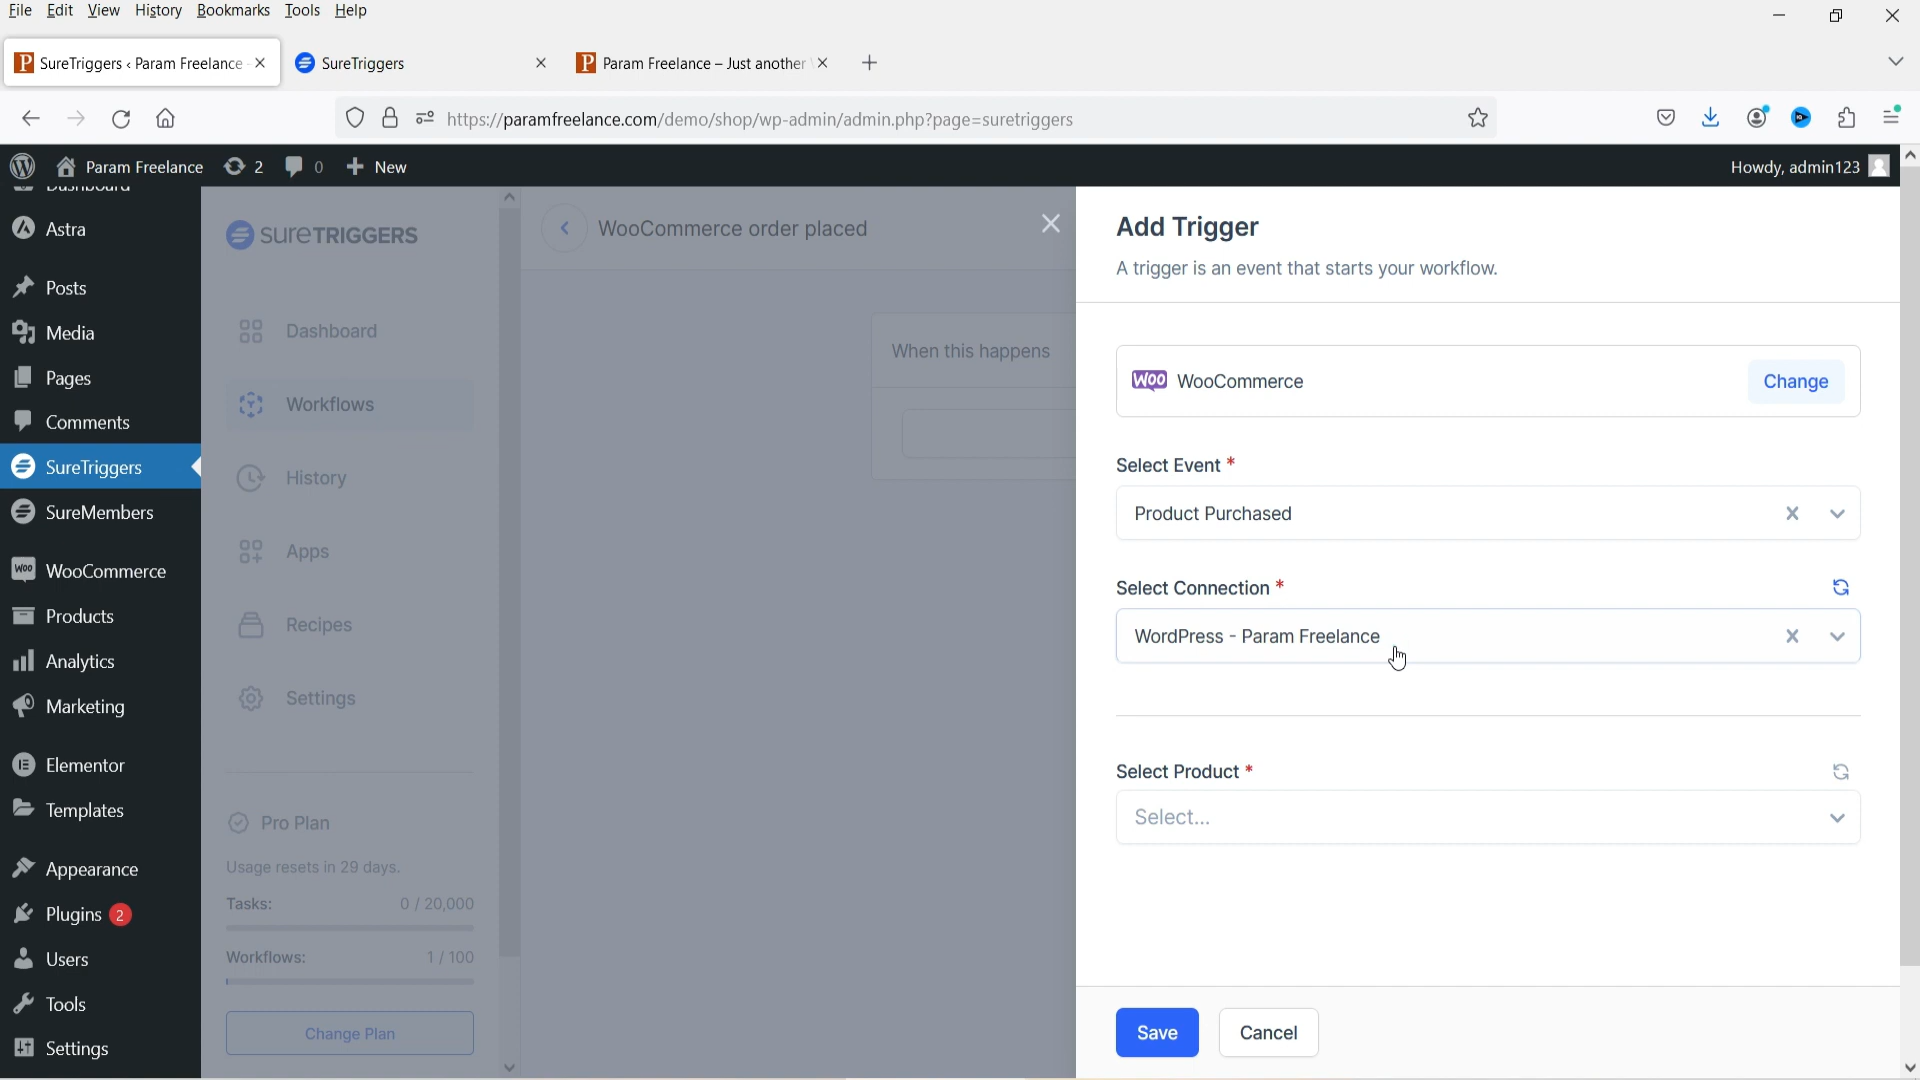 File Edit View History Bookmarks Tools Help
SureTriggers ‹ Param Freelance
SureTriggers
Param Freelance – Just another
https://paramfreelance.com/demo/shop/wp-admin/admin.php?page=suretriggers
Param Freelance 2 0 New
Howdy, admin123
Dashboard
Astra
Posts
Media
Pages
Comments
SureTriggers
SureMembers
WooCommerce
Products
Analytics
Marketing
Elementor
Templates
Appearance
Plugins 2
Users
Tools
Settings
SureTRIGGERS
Dashboard
Workflows
History
Apps
Recipes
Settings
Pro Plan
Usage resets in 29 days.
Tasks: 0 / 20,000
Workflows: 1 / 100
Change Plan
WooCommerce order placed
When this happens
Add Trigger
A trigger is an event that starts your workflow.
Woo WooCommerce Change
Select Event *
Product Purchased
Select Connection *
WordPress - Param Freelance
Select Product *
Select...
Save Cancel